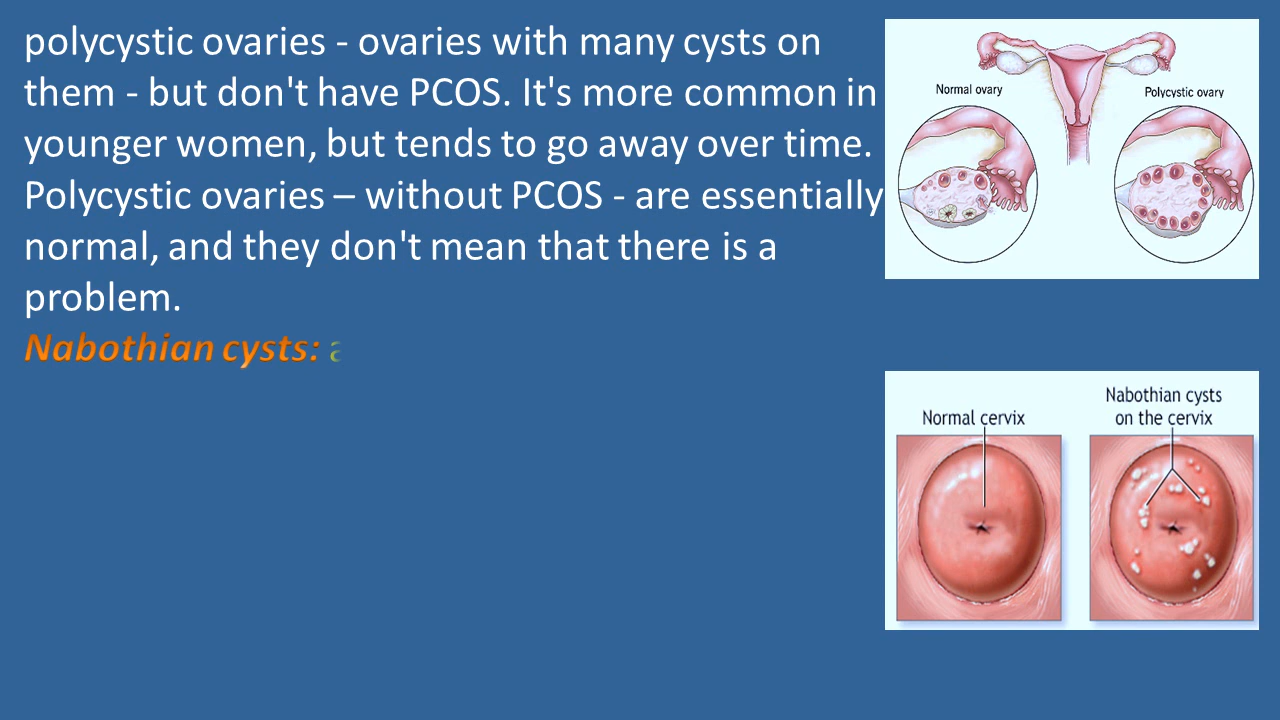 polycystic ovaries - ovaries with many cysts on
them - but don't have PCOS. It's more common in
younger women, but tends to go away over time.
Polycystic ovaries – without PCOS - are essentially
normal, and they don't mean that there is a
problem.
Nabothian cysts:
Normal ovary
Polycystic ovary
Normal cervix
Nabothian cysts
on the cervix